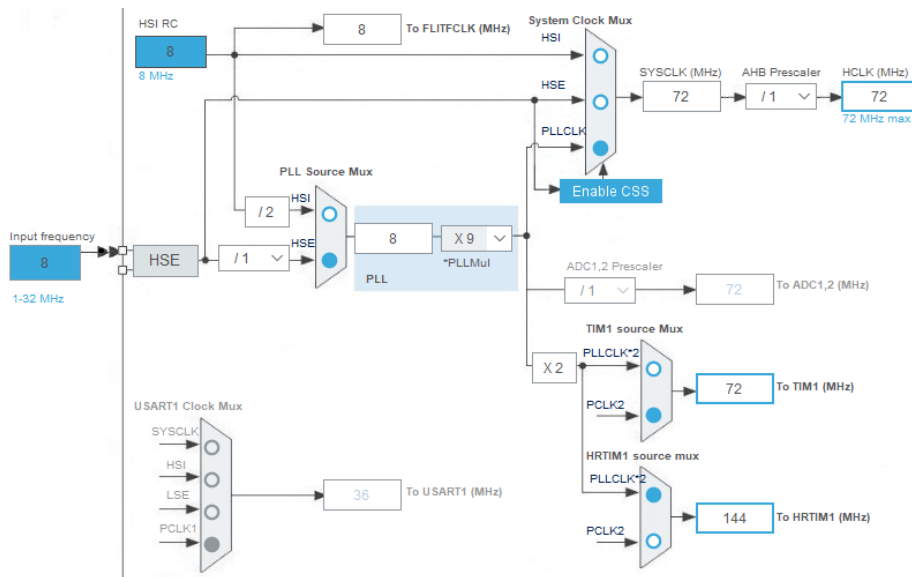 HSI RC
8
8 MHz
8
To FLITFCLK (MHz)
System Clock Mux
HSI
HSE
PLLCLK
SYSCLK (MHz)
72
AHB Prescaler
/ 1
HCLK (MHz)
72
72 MHz max
Enable CSS
PLL Source Mux
HSI
/ 2
HSE
/ 1
Input frequency
8
1-32 MHz
HSE
8
X 9
*PLLMul
PLL
ADC1,2 Prescaler
/ 1
72
To ADC1,2 (MHz)
X 2
TIM1 source Mux
PLLCLK*2
PCLK2
72
To TIM1 (MHz)
HRTIM1 source mux
PLLCLK*2
PCLK2
144
To HRTIM1 (MHz)
USART1 Clock Mux
SYSCLK
HSI
LSE
PCLK1
36
To USART1 (MHz)